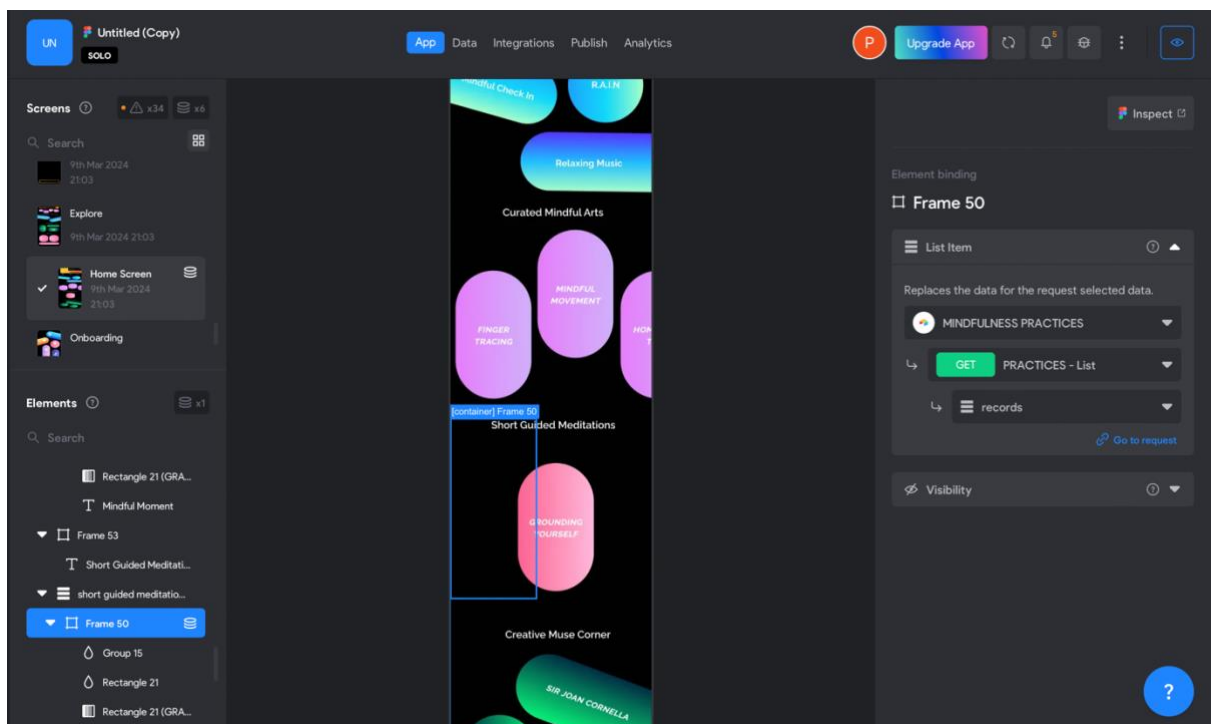 UN
Untitled (Copy)
SOLO
App Data Integrations Publish Analytics
P
Upgrade App
5
Screens
x34
x6
Search
9th Mar 2024
21:03
Explore
9th Mar 2024 21:03
Home Screen
9th Mar 2024
21:03
Onboarding
Elements
x1
Search
Rectangle 21 (GRA...
Mindful Moment
Frame 53
Short Guided Meditati...
short guided meditatio...
Frame 50
Group 15
Rectangle 21
Rectangle 21 (GRA...
Mindful Check In
R.A.I.N
Relaxing Music
Curated Mindful Arts
MINDFUL
MOVEMENT
FINGER
TRACING
HOM
T
[container] Frame 50
Short Guided Meditations
GROUNDING
YOURSELF
Creative Muse Corner
SIR JOAN CORNELLA
Inspect
Element binding
Frame 50
List Item
Replaces the data for the request selected data.
MINDFULNESS PRACTICES
GET PRACTICES - List
records
Go to request
Visibility
?